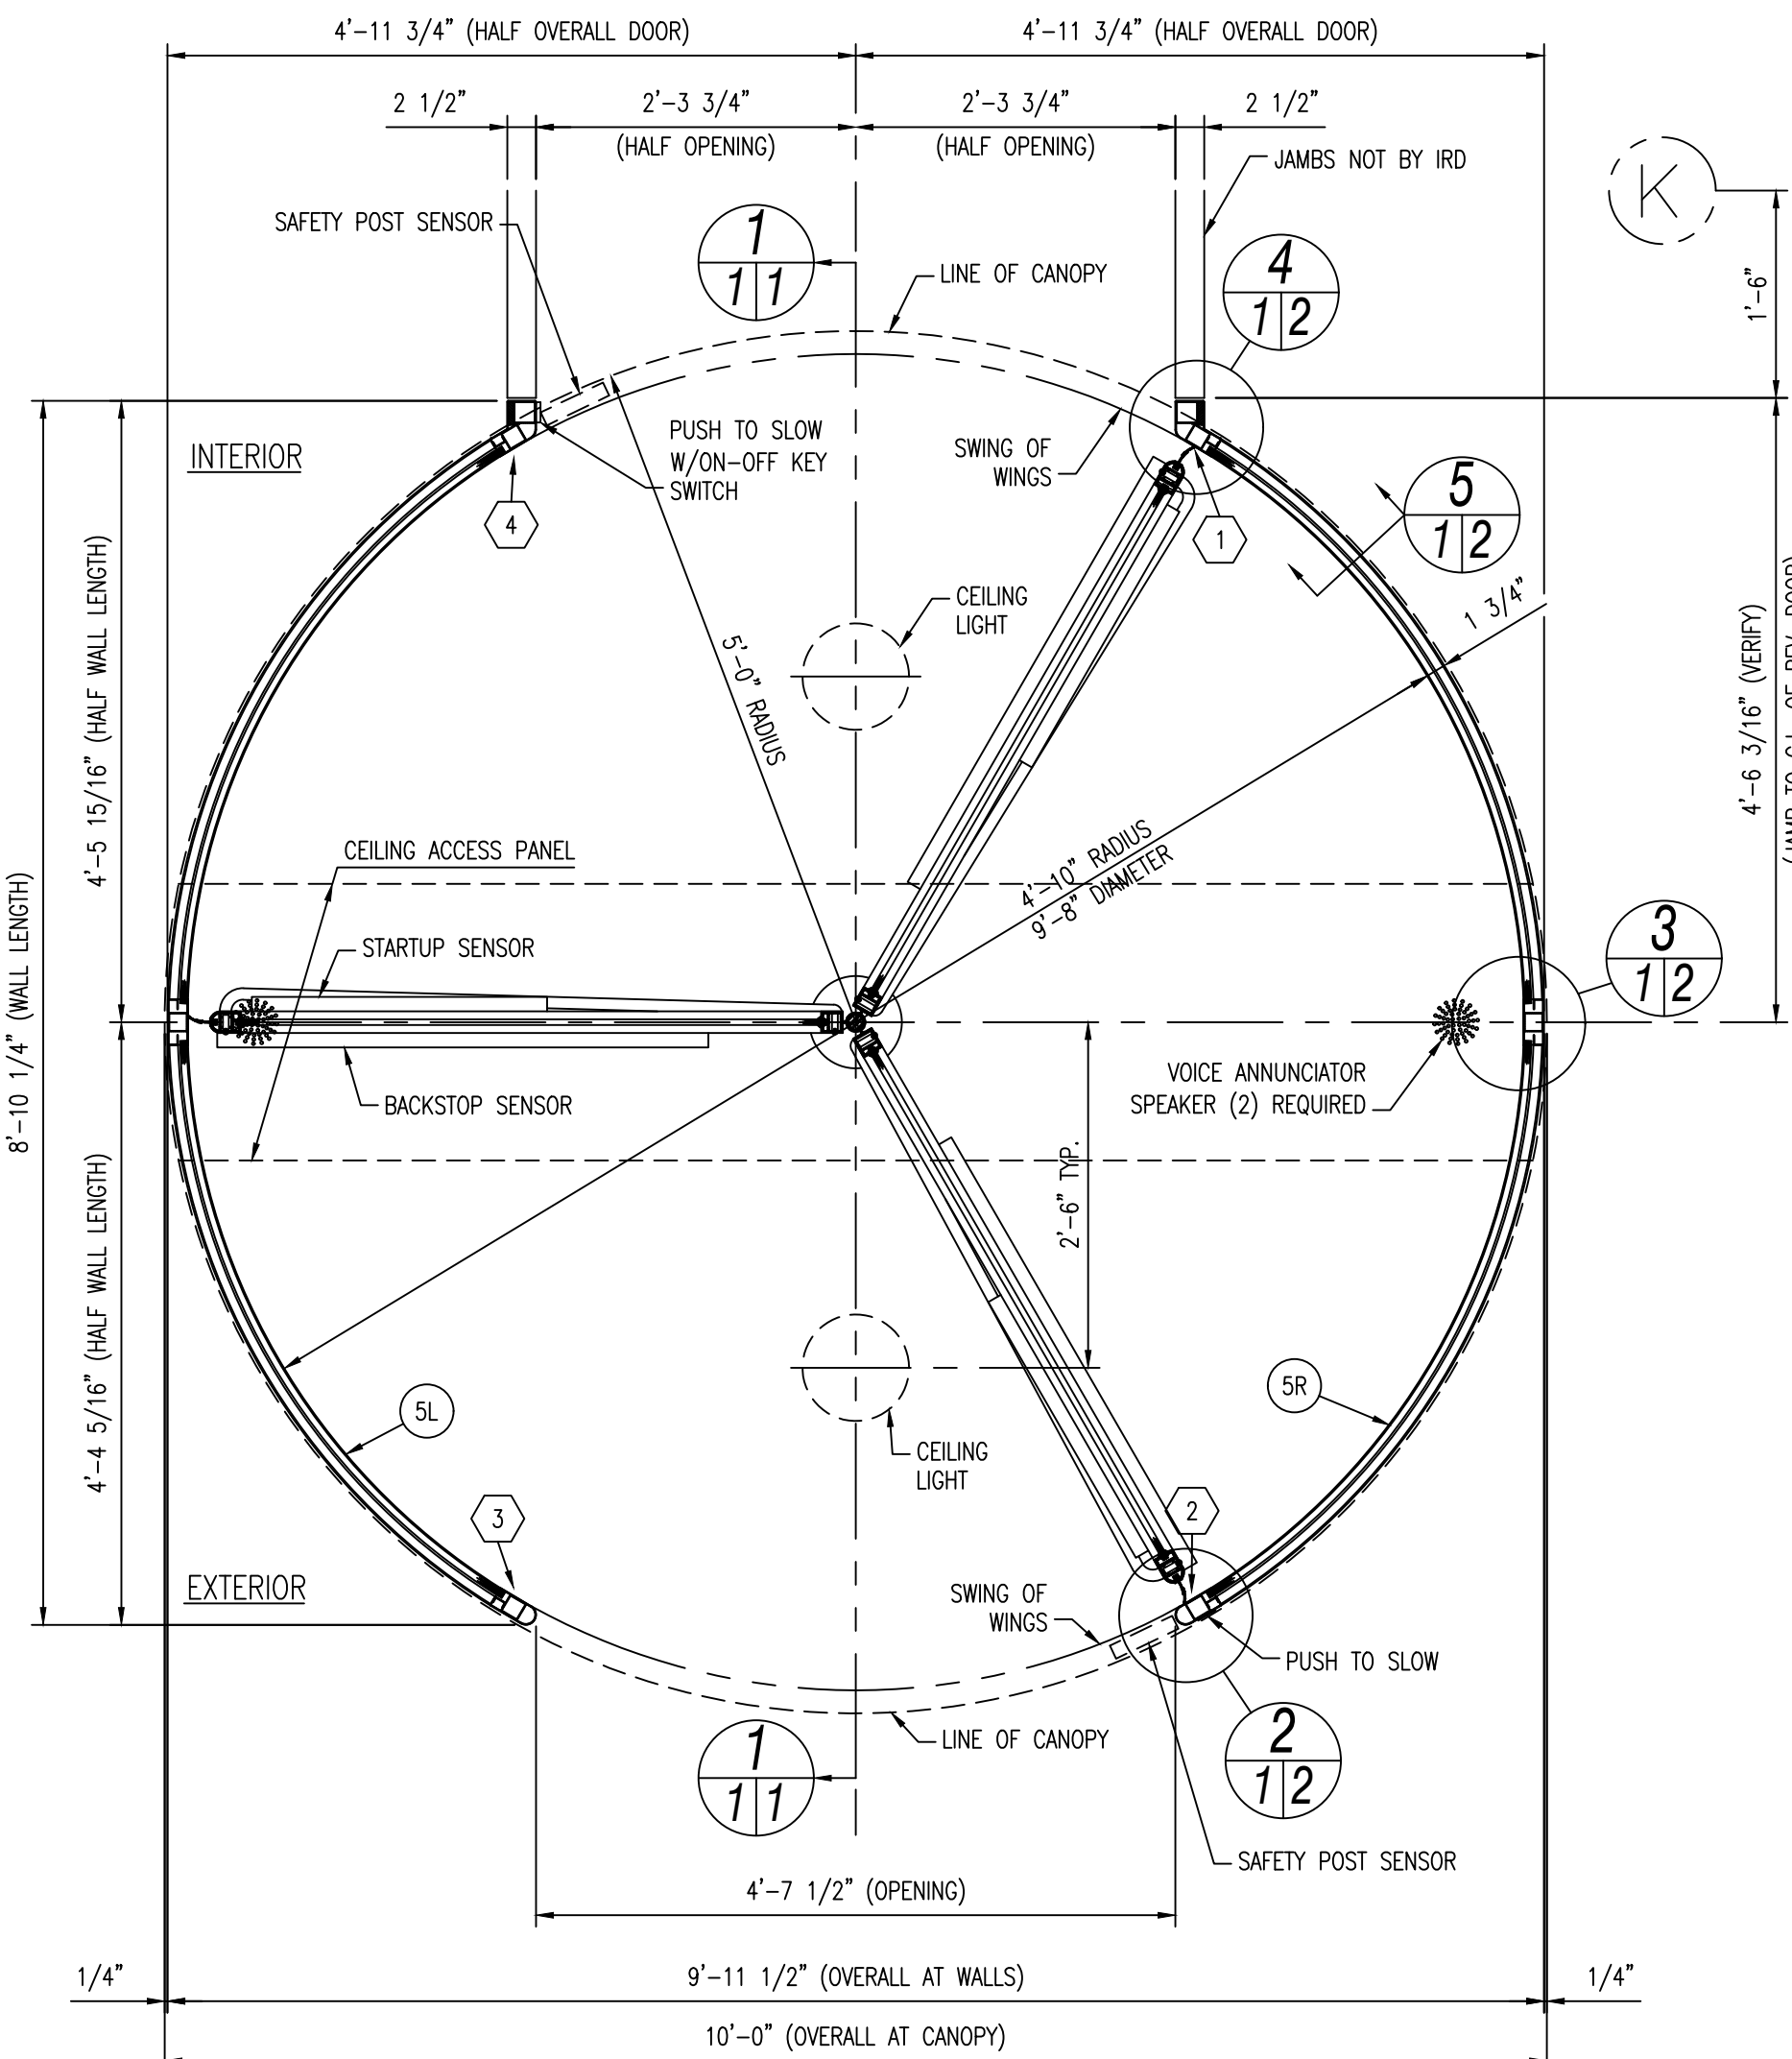 4'-11 3/4" (HALF OVERALL DOOR)
4'-11 3/4" (HALF OVERALL DOOR)
2 1/2"
2'-3 3/4"
(HALF OPENING)
2'-3 3/4"
(HALF OPENING)
2 1/2"
JAMBS NOT BY IRD
K
SAFETY POST SENSOR
1
1 1
LINE OF CANOPY
4
1 2
1'-6"
INTERIOR
PUSH TO SLOW
W/ON-OFF KEY
SWITCH
SWING OF
WINGS
4
1
5
1 2
1 3/4"
CEILING
LIGHT
5'-0" RADIUS
4'-5 15/16" (HALF WALL LENGTH)
4'-6 3/16" (VERIFY)
(JAMB TO C.L. OF REV. DOOR)
CEILING ACCESS PANEL
4'-10" RADIUS
9'-8" DIAMETER
STARTUP SENSOR
3
1 2
8'-10 1/4" (WALL LENGTH)
BACKSTOP SENSOR
VOICE ANNUNCIATOR
SPEAKER (2) REQUIRED
2'-6" TYP.
4'-4 5/16" (HALF WALL LENGTH)
5L
5R
CEILING
LIGHT
3
2
EXTERIOR
SWING OF
WINGS
PUSH TO SLOW
LINE OF CANOPY
1
1 1
2
1 2
SAFETY POST SENSOR
4'-7 1/2" (OPENING)
1/4"
9'-11 1/2" (OVERALL AT WALLS)
1/4"
10'-0" (OVERALL AT CANOPY)